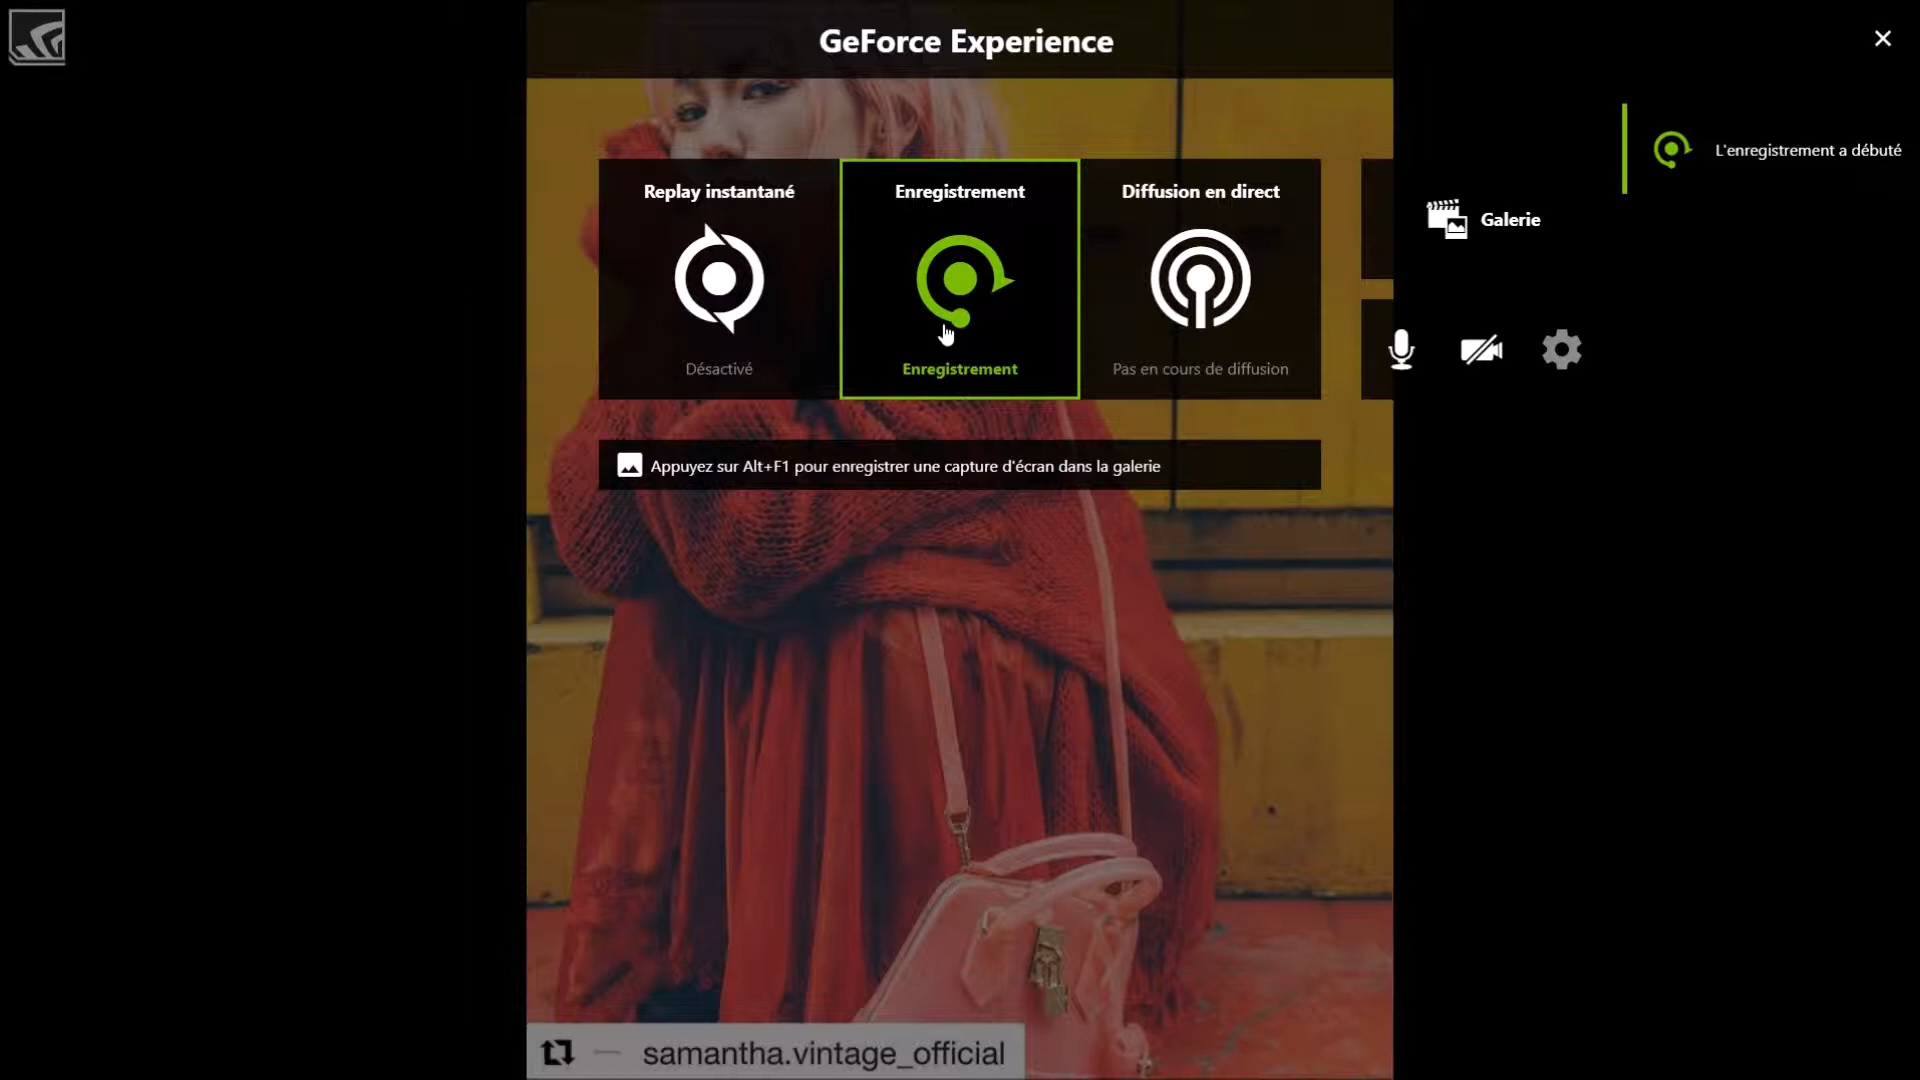 GeForce Experience
L'enregistrement a débuté
Replay instantané
Enregistrement
Diffusion en direct
Galerie
Désactivé
Enregistrement
Pas en cours de diffusion
Appuyez sur Alt+F1 pour enregistrer une capture d'écran dans la galerie
samantha.vintage_official